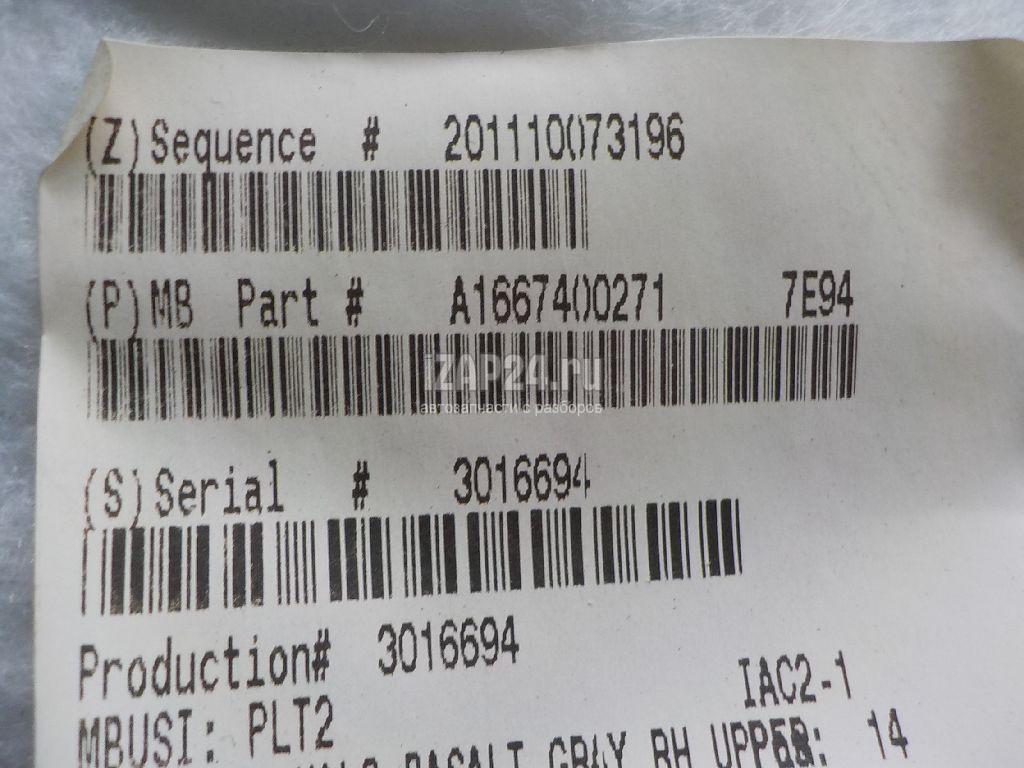 (Z)Sequence # 201110073196
(P)MB Part # A1667400271 7E94
iZAP24.ru
автозапчасти с разборов
(S)Serial # 3016694
Production# 3016694
IAC2-1
MBUSI: PLT2
BASALT GRAY RH UPPER: 14